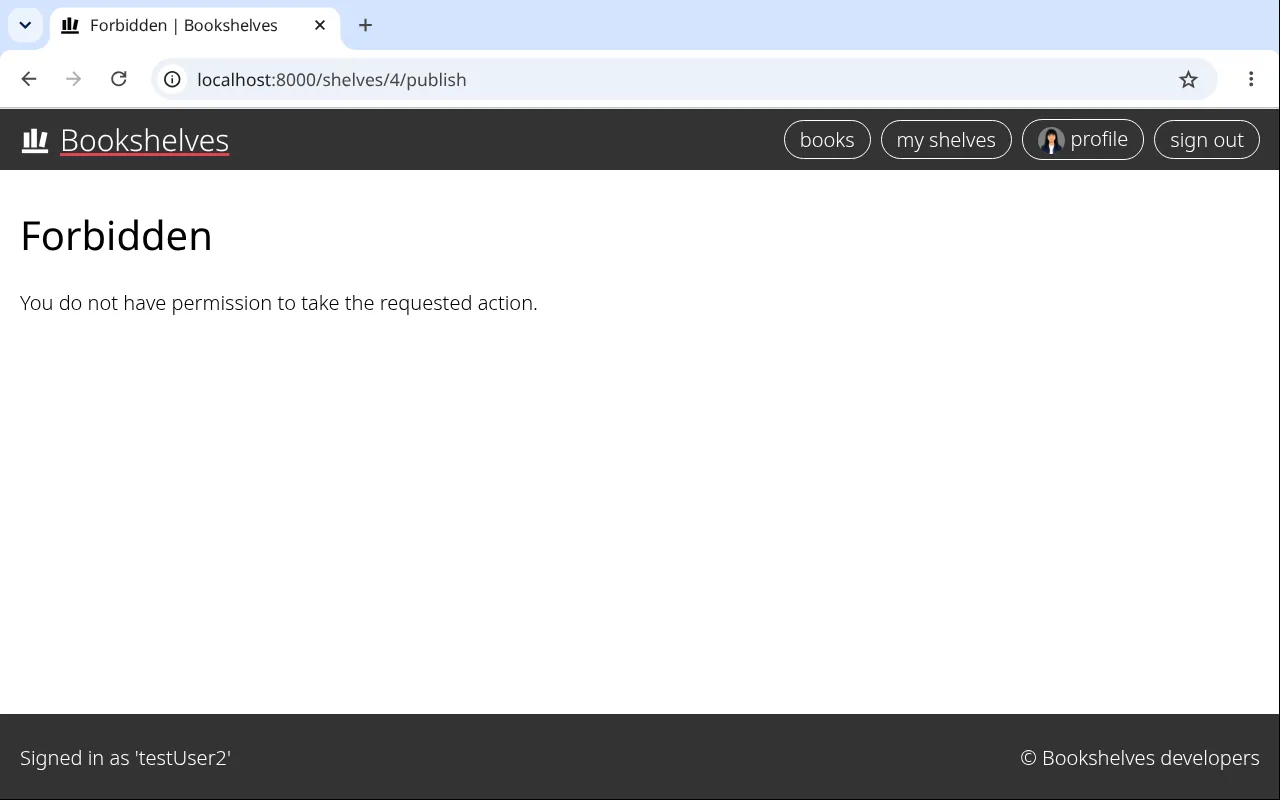 Forbidden | Bookshelves
localhost:8000/shelves/4/publish
Bookshelves
books
my shelves
profile
sign out
Forbidden
You do not have permission to take the requested action.
Signed in as 'testUser2'
© Bookshelves developers